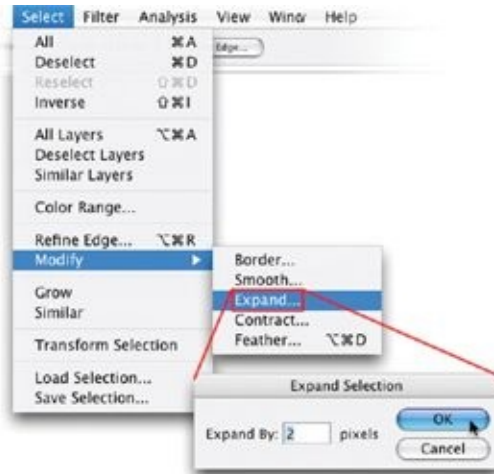 Select Filter Analysis View Windo Help
All ⌘A
Edge...
Deselect ⌘D
Reselect ⇧⌘D
Inverse ⇧⌘I
All Layers ⌥⌘A
Deselect Layers
Similar Layers
Color Range...
Refine Edge... ⌥⌘R
Modify ▶
Border...
Smooth...
Expand...
Contract...
Feather... ⌥⌘D
Grow
Similar
Transform Selection
Load Selection...
Save Selection...
Expand Selection
Expand By: 2 pixels
OK
Cancel